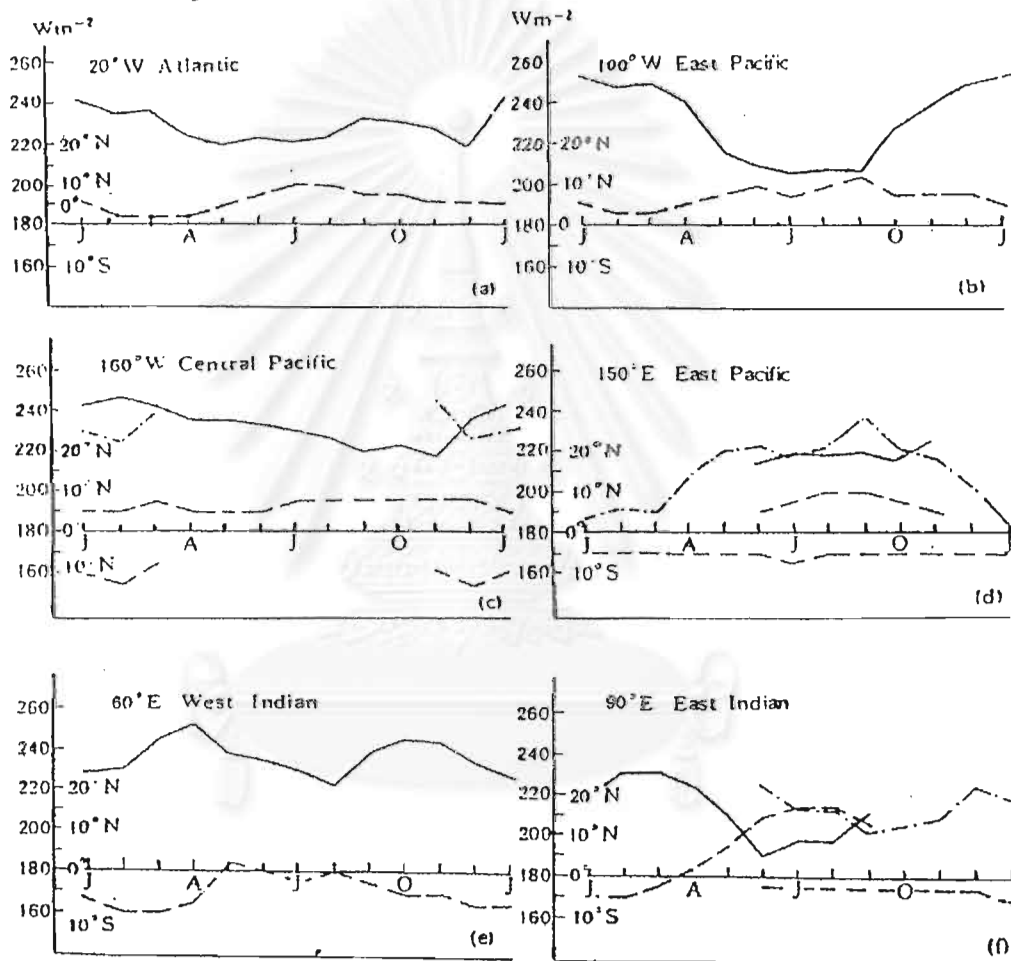 Wm⁻²
Wm⁻²
260
20°W Atlantic
240
220
20°N
200
10°N
0°
180
J
A
J
O
J
160
10°S
(a)
260
100°W East Pacific
240
220
20°N
200
10°N
180
0
J
A
J
O
J
160
10°S
(b)
260
160°W Central Pacific
240
220
20°N
200
10°N
180
0°
J
A
J
O
J
160
10°N
(c)
260
150°E East Pacific
240
220
20°N
200
10°N
180
0°
J
A
J
O
J
160
10°S
(d)
260
60°E West Indian
240
220
20°N
200
10°N
180
0°
J
A
J
O
J
160
10°S
(e)
260
90°E East Indian
240
220
20°N
200
10°N
180
0°
J
A
J
O
J
160
10°S
(f)